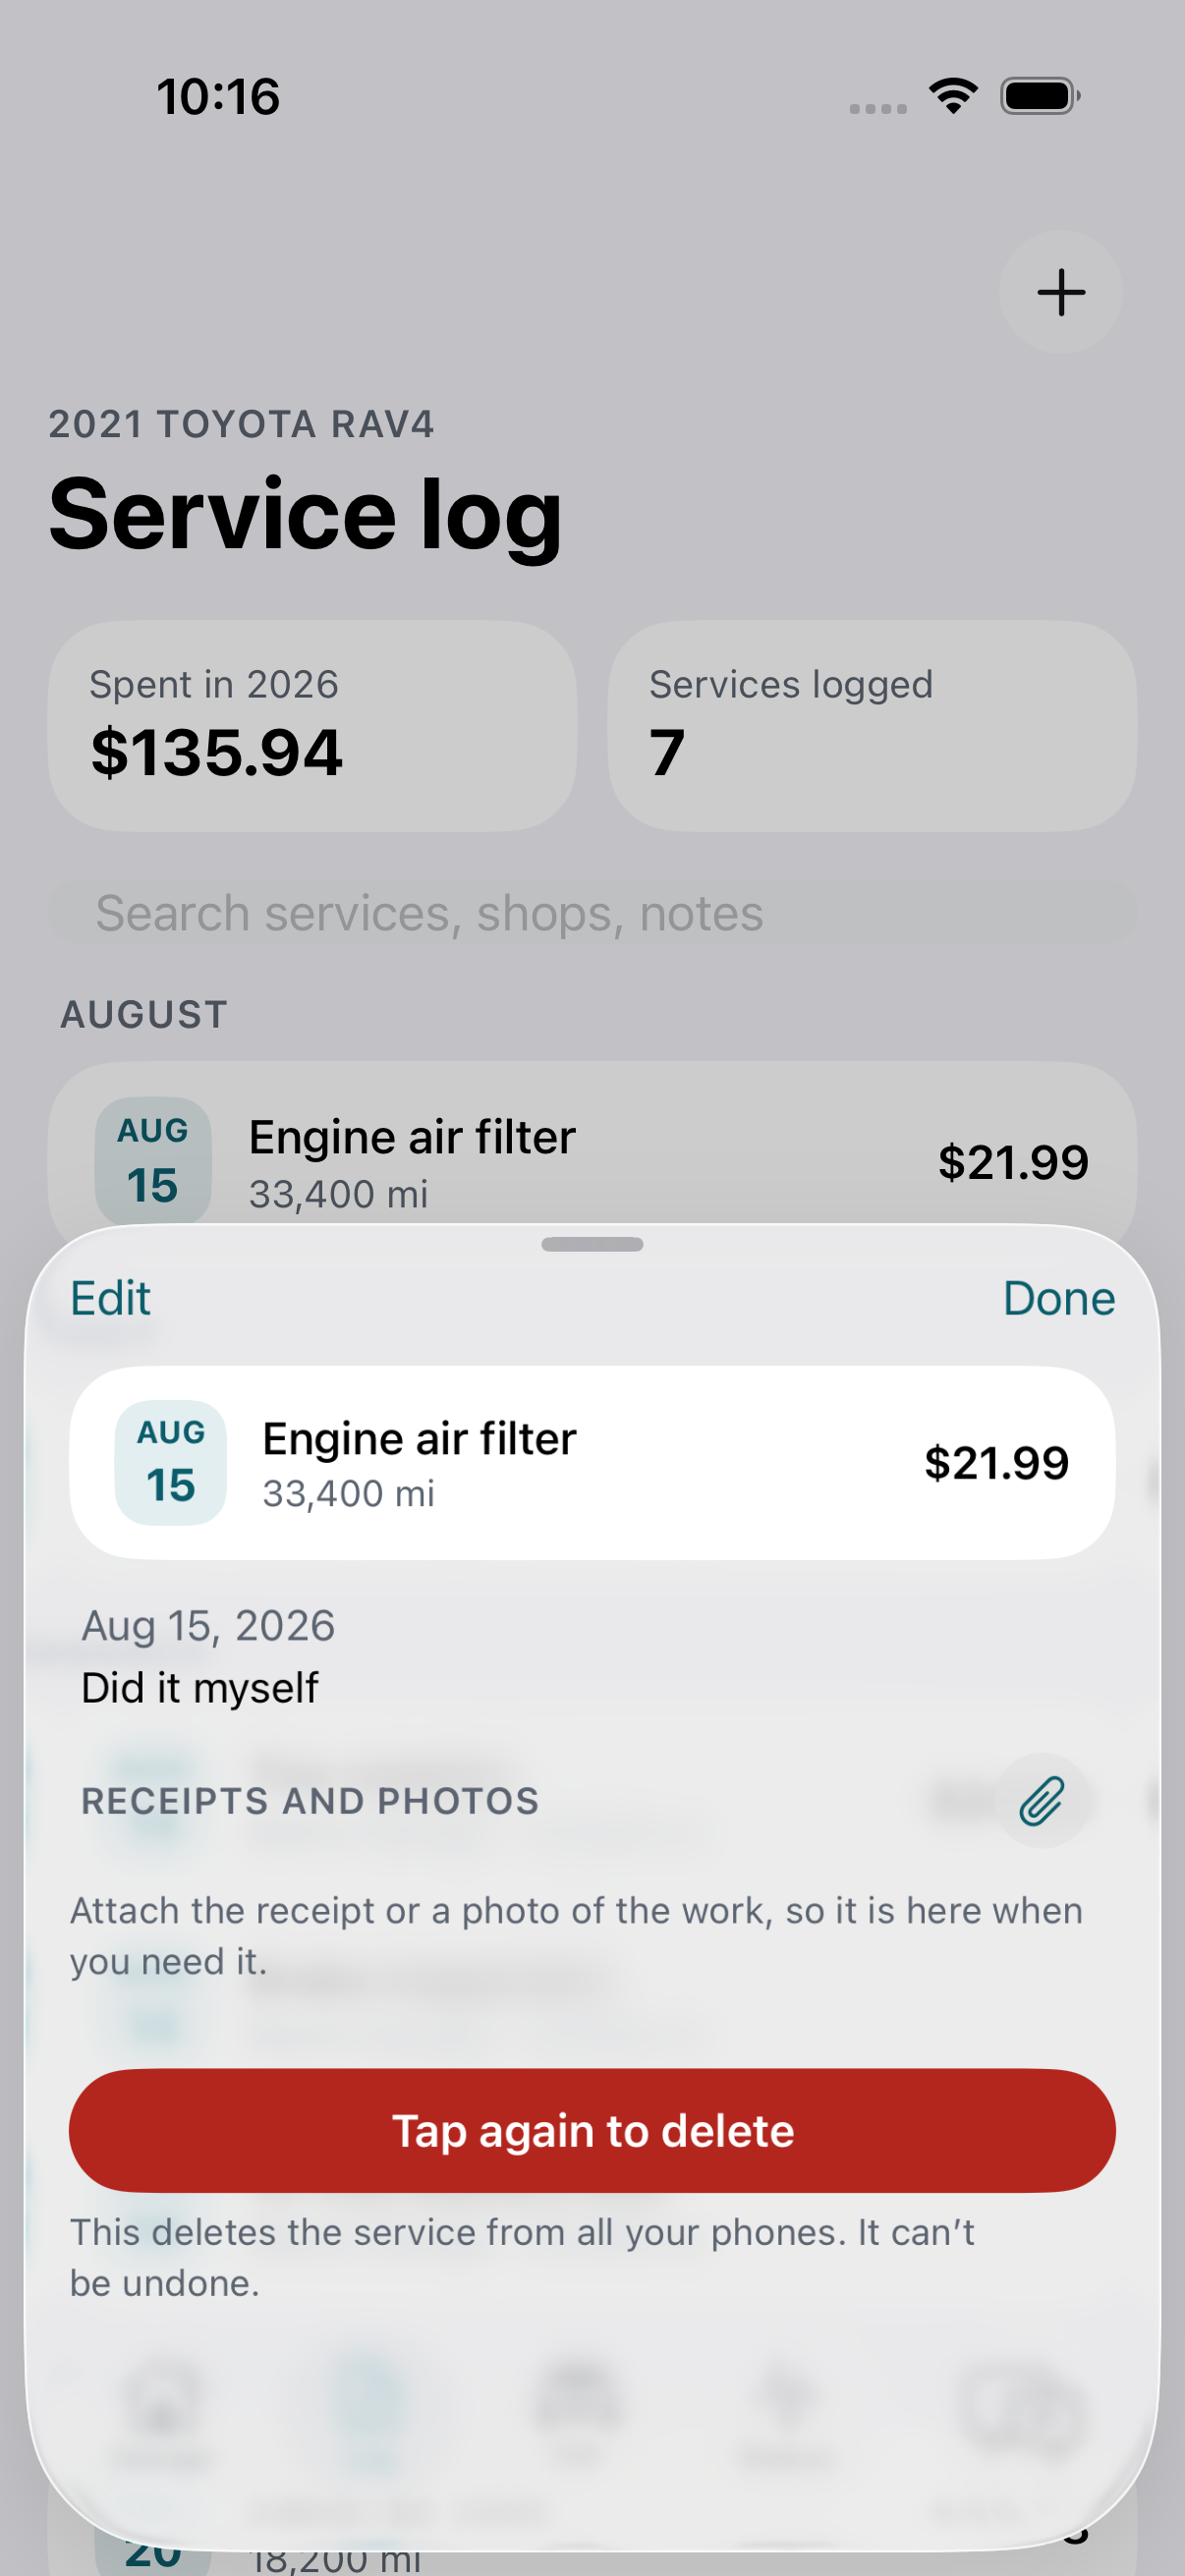 10:16
2021 TOYOTA RAV4
Service log
Spent in 2026
$135.94
Services logged
7
Search services, shops, notes
AUGUST
AUG
15
Engine air filter
33,400 mi
$21.99
Edit
Done
AUG
15
Engine air filter
33,400 mi
$21.99
Aug 15, 2026
Did it myself
RECEIPTS AND PHOTOS
Attach the receipt or a photo of the work, so it is here when
you need it.
Tap again to delete
This deletes the service from all your phones. It can’t
be undone.
20
18,200 mi